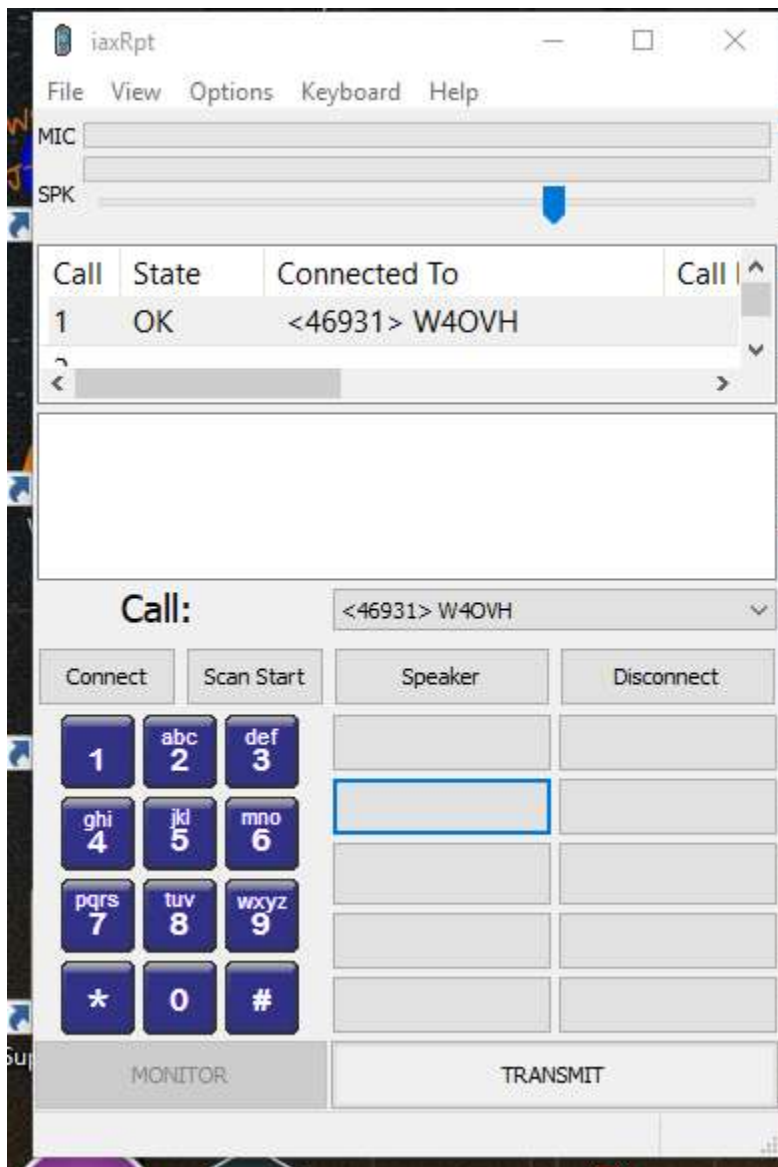 iaxRpt
File View Options Keyboard Help
MIC
SPK
Call State Connected To Call
1 OK <46931> W4OVH
Call: <46931> W4OVH
Connect Scan Start Speaker Disconnect
1 abc 2 def 3
ghi 4 jkl 5 mno 6
pqrs 7 tuv 8 wxyz 9
* 0 #
MONITOR TRANSMIT